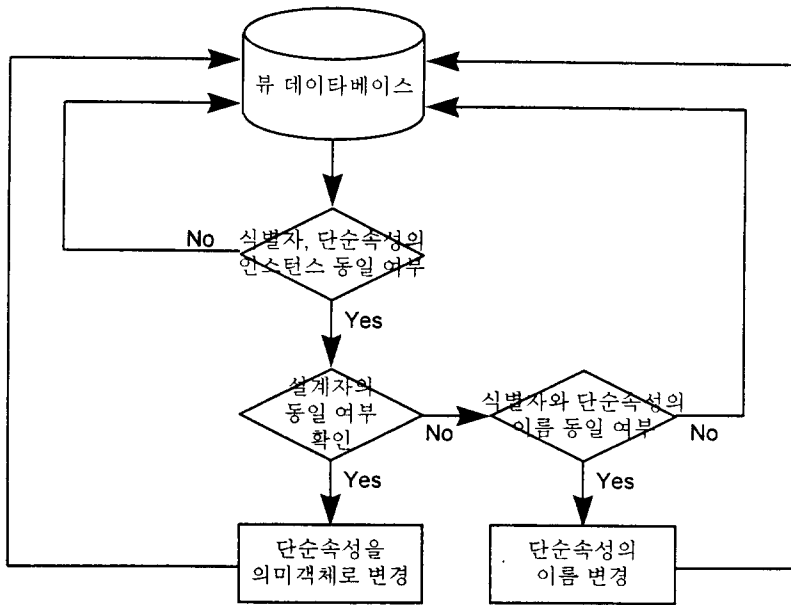 뷰 데이타베이스
No
식별자, 단순속성의
인스턴스 동일 여부
Yes
설계자의
동일 여부
확인
No
식별자와 단순속성의
이름 동일 여부
No
Yes
Yes
단순속성을
의미객체로 변경
단순속성의
이름 변경